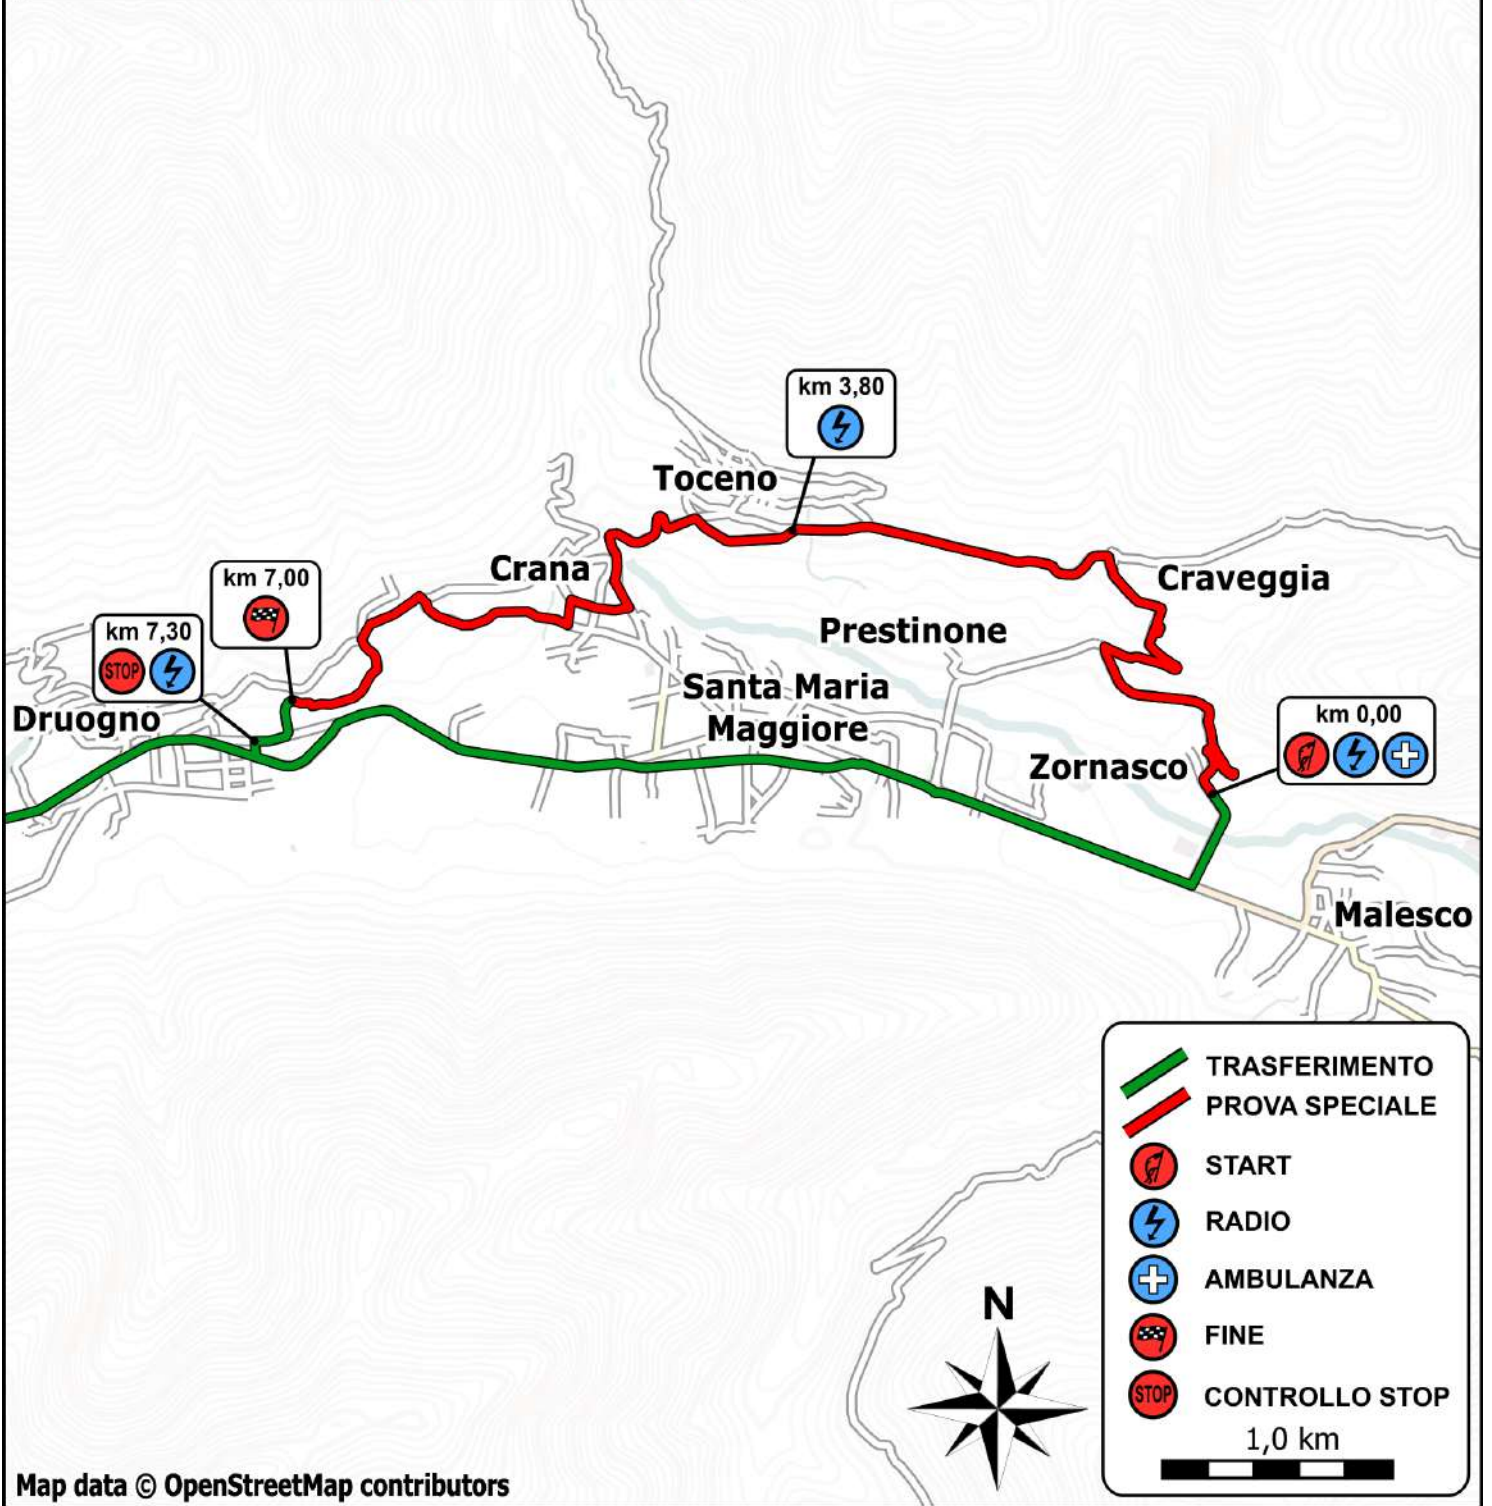 km 3,80
Toceno
Crana
km 7,00
Craveggia
km 7,30
STOP
Prestinone
Santa Maria
Maggiore
Druogno
km 0,00
Zornasco
Malesco
TRASFERIMENTO
PROVA SPECIALE
START
RADIO
AMBULANZA
FINE
STOP CONTROLLO STOP
1,0 km
N
Map data © OpenStreetMap contributors